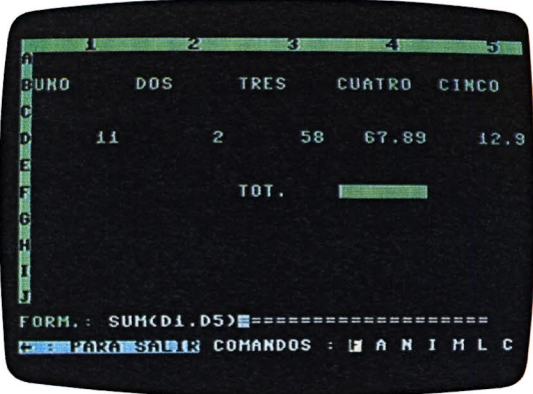 1 2 3 4 5
A
B UNO DOS TRES CUATRO CINCO
C
D 11 2 58 67.89 12.9
E
F TOT.
G
H
I
J
FORM.: SUM(D1.D5)====================
← : PARA SALIR COMANDOS : F A N I M L C